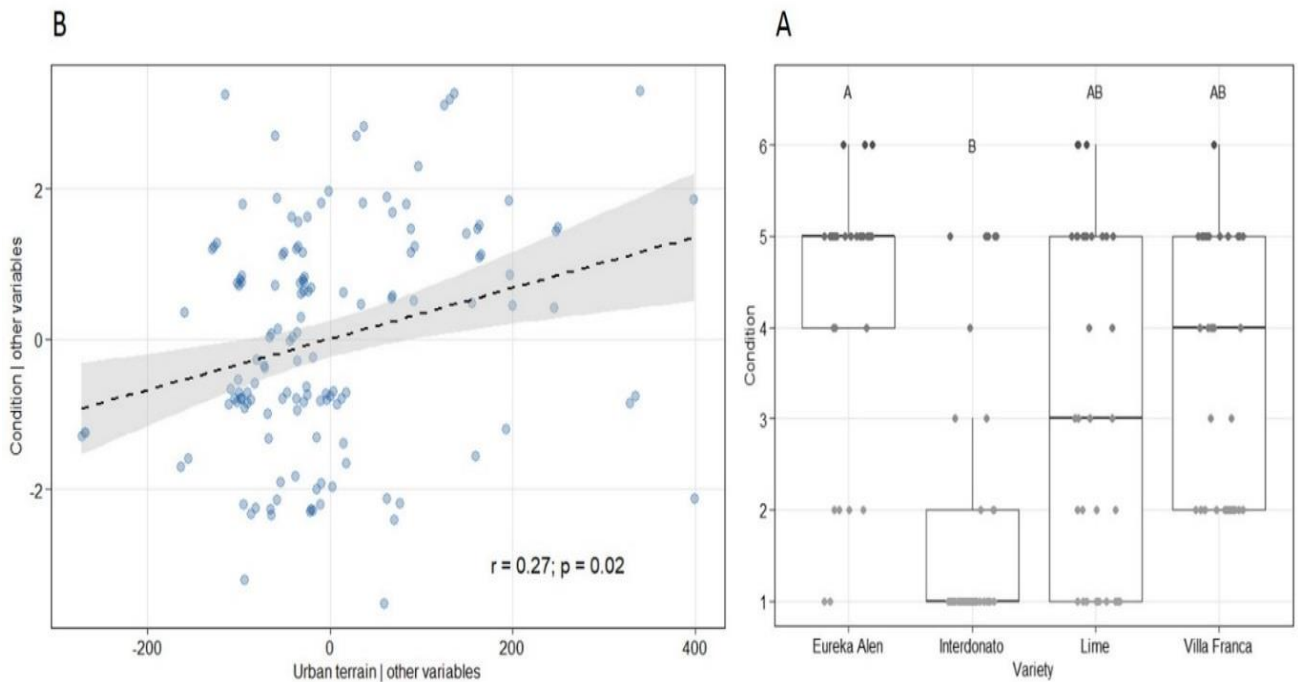 B
2
0
-2
Condition | other variables
r = 0.27; p = 0.02
-200
0
200
400
Urban terrain | other variables
A
A
AB
AB
B
6
5
4
3
2
1
Condition
Eureka Alen
Interdonato
Lime
Villa Franca
Variety